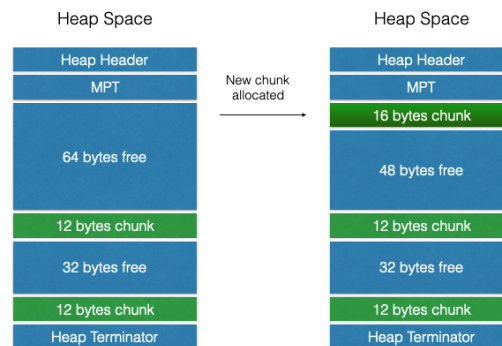 Heap Space
Heap Header
MPT
64 bytes free
12 bytes chunk
32 bytes free
12 bytes chunk
Heap Terminator
New chunk
allocated
Heap Space
Heap Header
MPT
16 bytes chunk
48 bytes free
12 bytes chunk
32 bytes free
12 bytes chunk
Heap Terminator